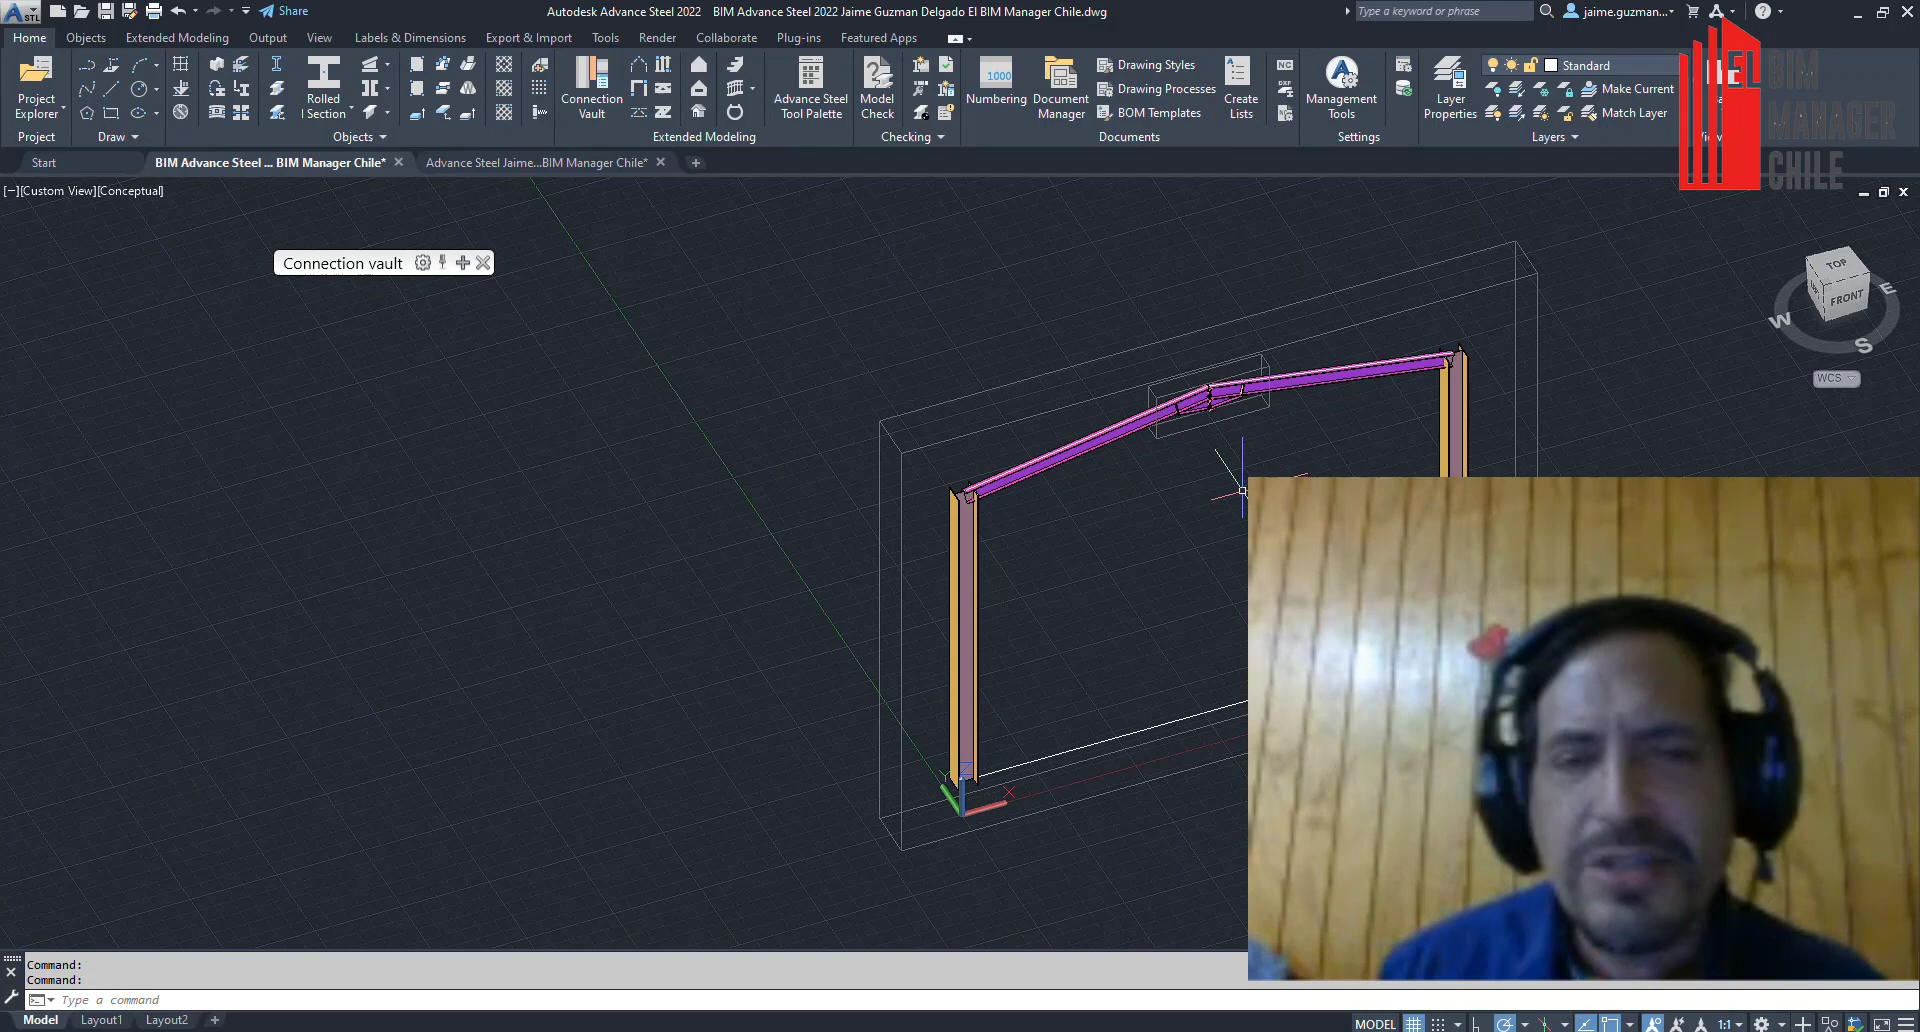 STL
Share
Autodesk Advance Steel 2022 BIM Advance Steel 2022 Jaime Guzman Delgado El BIM Manager Chile.dwg
Type a keyword or phrase
jaime.guzman...
Home Objects Extended Modeling Output View Labels & Dimensions Export & Import Tools Render Collaborate Plug-ins Featured Apps
Project Explorer
Rolled I Section
Connection Vault
Advance Steel Tool Palette
Model Check
1000
Numbering
Document Manager
Drawing Styles
Drawing Processes
BOM Templates
Create Lists
NC
DXF
Management Tools
Layer Properties
Standard
Make Current
Match Layer
Project Draw Objects Extended Modeling Checking Documents Settings Layers
EL BIM
MANAGER
CHILE
Start BIM Advance Steel ... BIM Manager Chile* Advance Steel Jaime...BIM Manager Chile*
[−][Custom View][Conceptual]
Connection vault
TOP
FRONT
W
S
E
WCS
Z
X
Command:
Command:
Type a command
Model Layout1 Layout2
MODEL
1:1